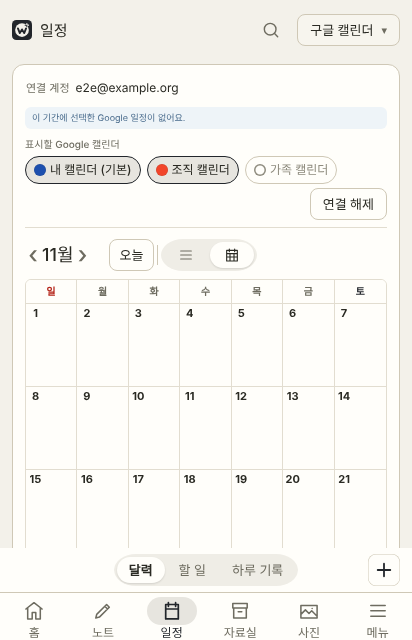 일정
구글 캘린더 ▾
연결 계정 e2e@example.org
이 기간에 선택한 Google 일정이 없어요.
표시할 Google 캘린더
내 캘린더 (기본) 조직 캘린더 가족 캘린더
연결 해제
11월 오늘
일 월 화 수 목 금 토
1 2 3 4 5 6 7
8 9 10 11 12 13 14
15 16 17 18 19 20 21
달력 할 일 하루 기록
홈 노트 일정 자료실 사진 메뉴